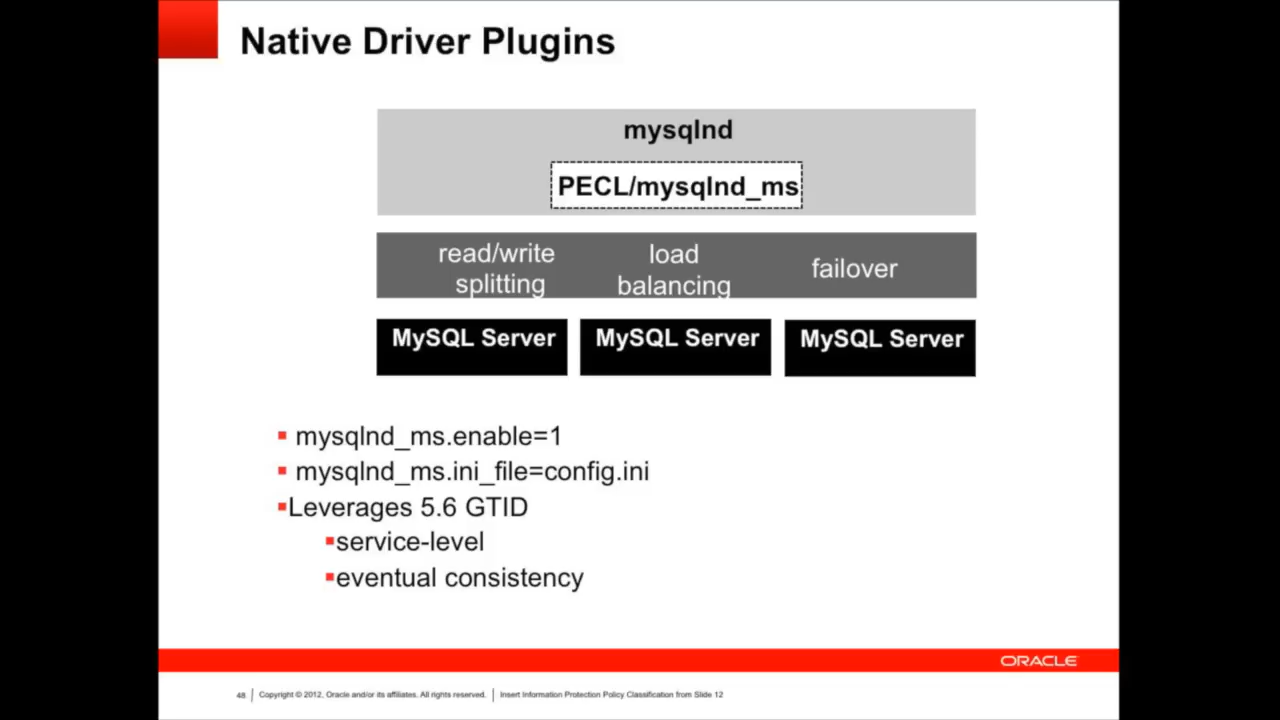 Native Driver Plugins
mysqlnd
PECL/mysqlnd_ms
read/write
splitting
load
balancing
failover
MySQL Server
MySQL Server
MySQL Server
mysqlnd_ms.enable=1
mysqlnd_ms.ini_file=config.ini
Leverages 5.6 GTID
service-level
eventual consistency
ORACLE
48 Copyright © 2012, Oracle and/or its affiliates. All rights reserved. Insert Information Protection Policy Classification from Slide 12